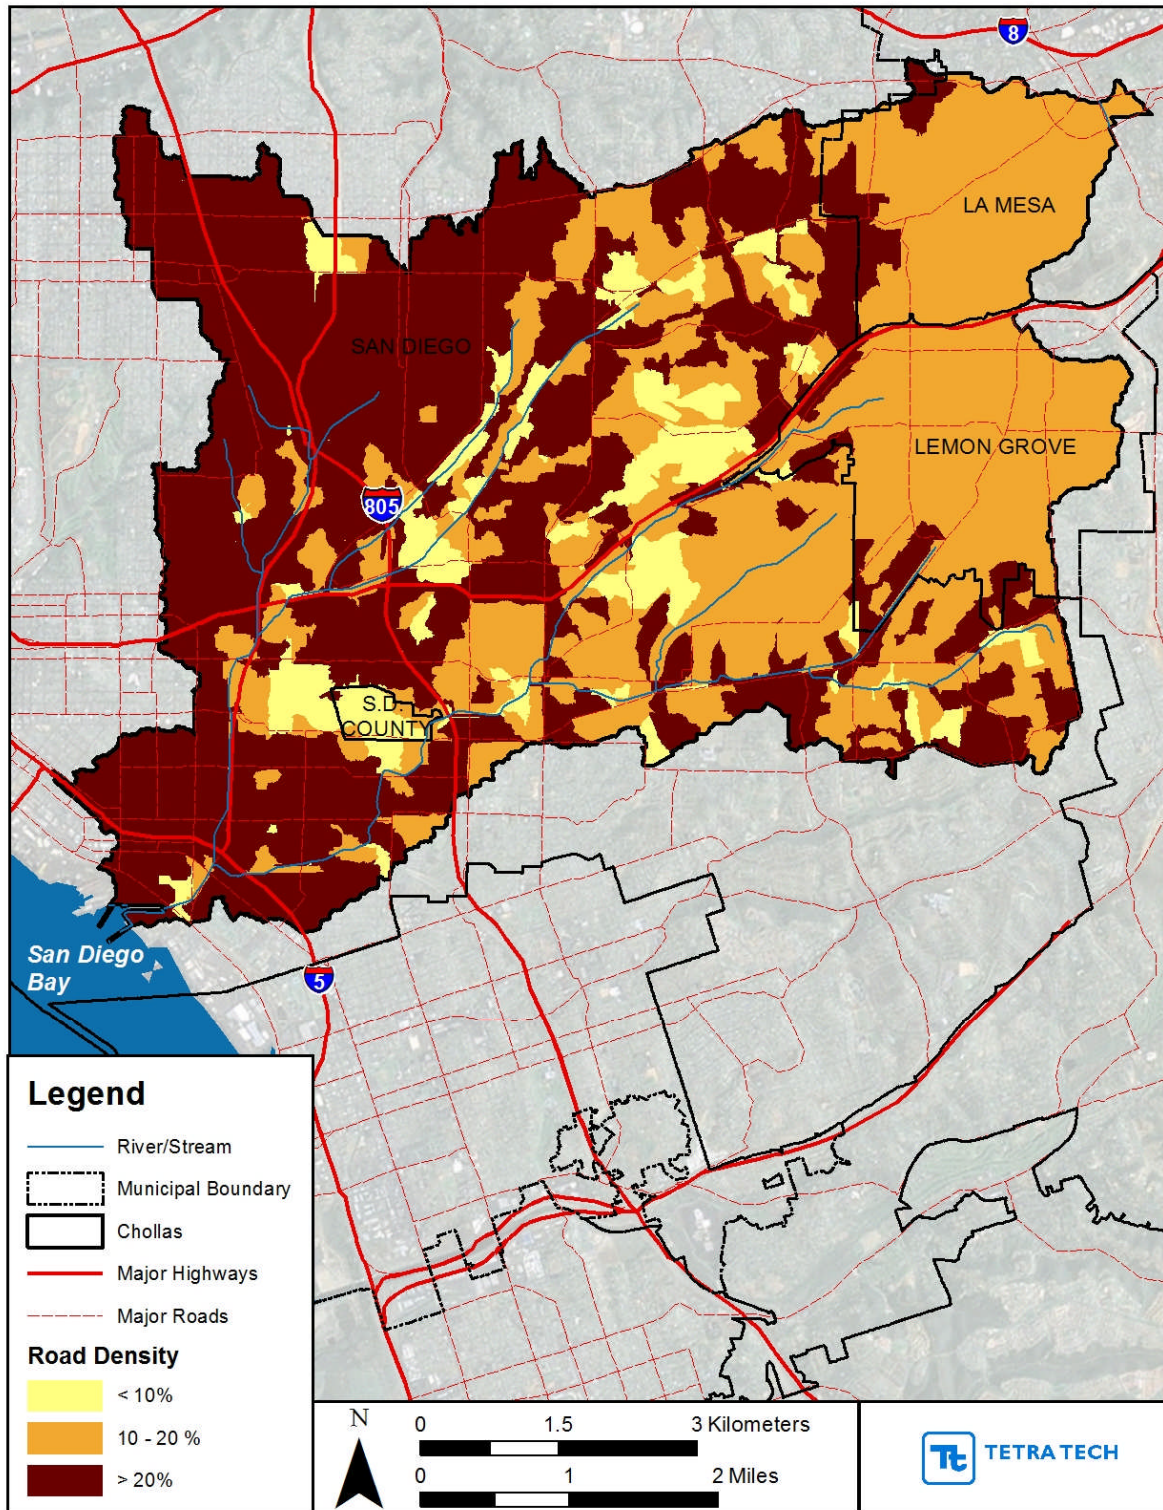 8
LA MESA
SAN DIEGO
LEMON GROVE
805
S.D.
COUNTY
San Diego
Bay
5
Legend
River/Stream
Municipal Boundary
Chollas
Major Highways
Major Roads
Road Density
< 10%
10 - 20 %
> 20%
N
0 1.5 3 Kilometers
0 1 2 Miles
Tt TETRA TECH